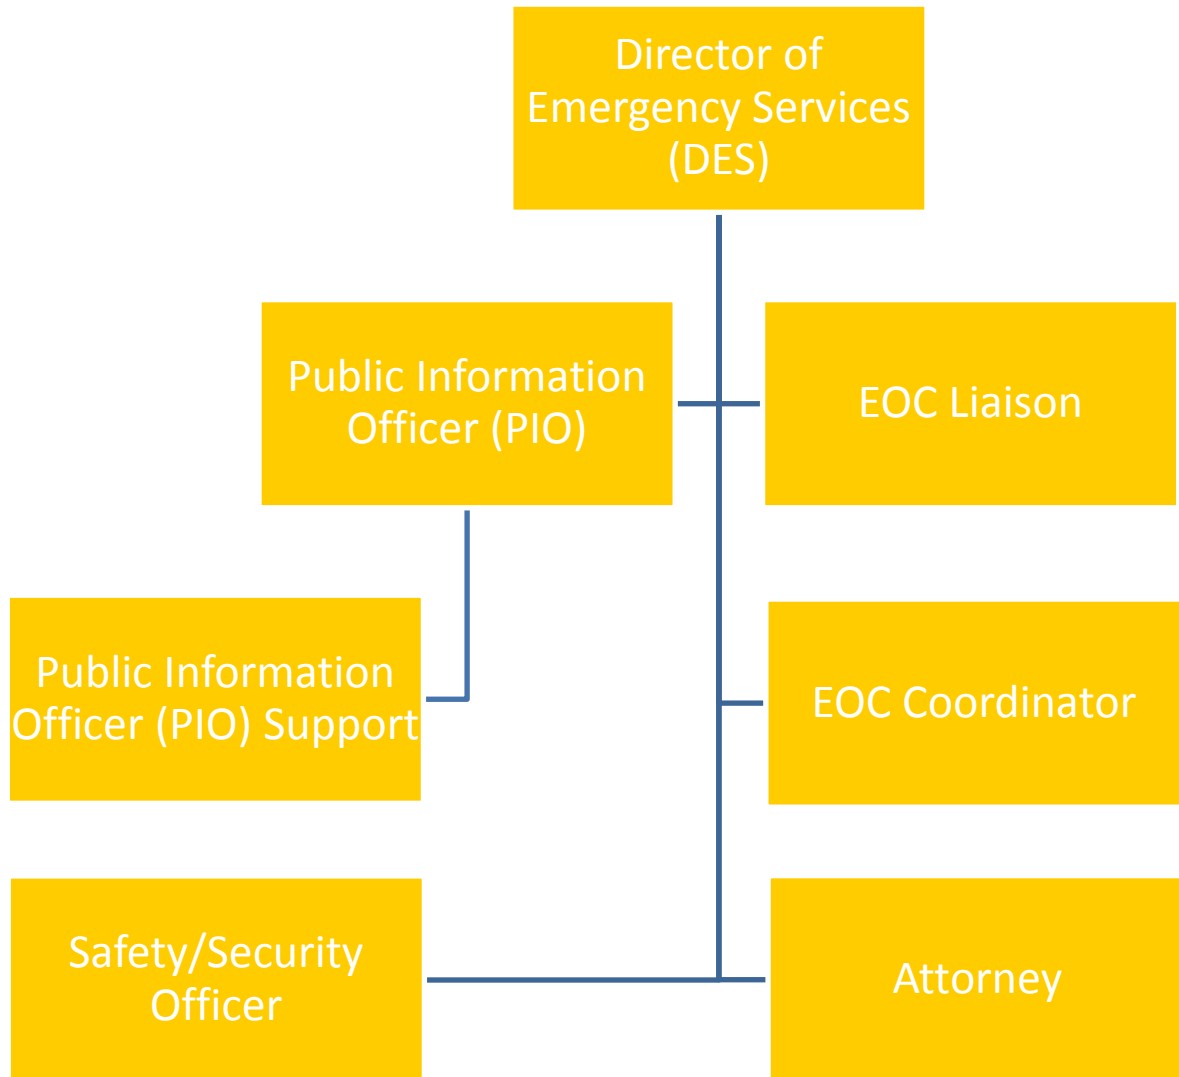 Director of
Emergency Services
(DES)
Public Information
Officer (PIO)
EOC Liaison
Public Information
Officer (PIO) Support
EOC Coordinator
Safety/Security
Officer
Attorney